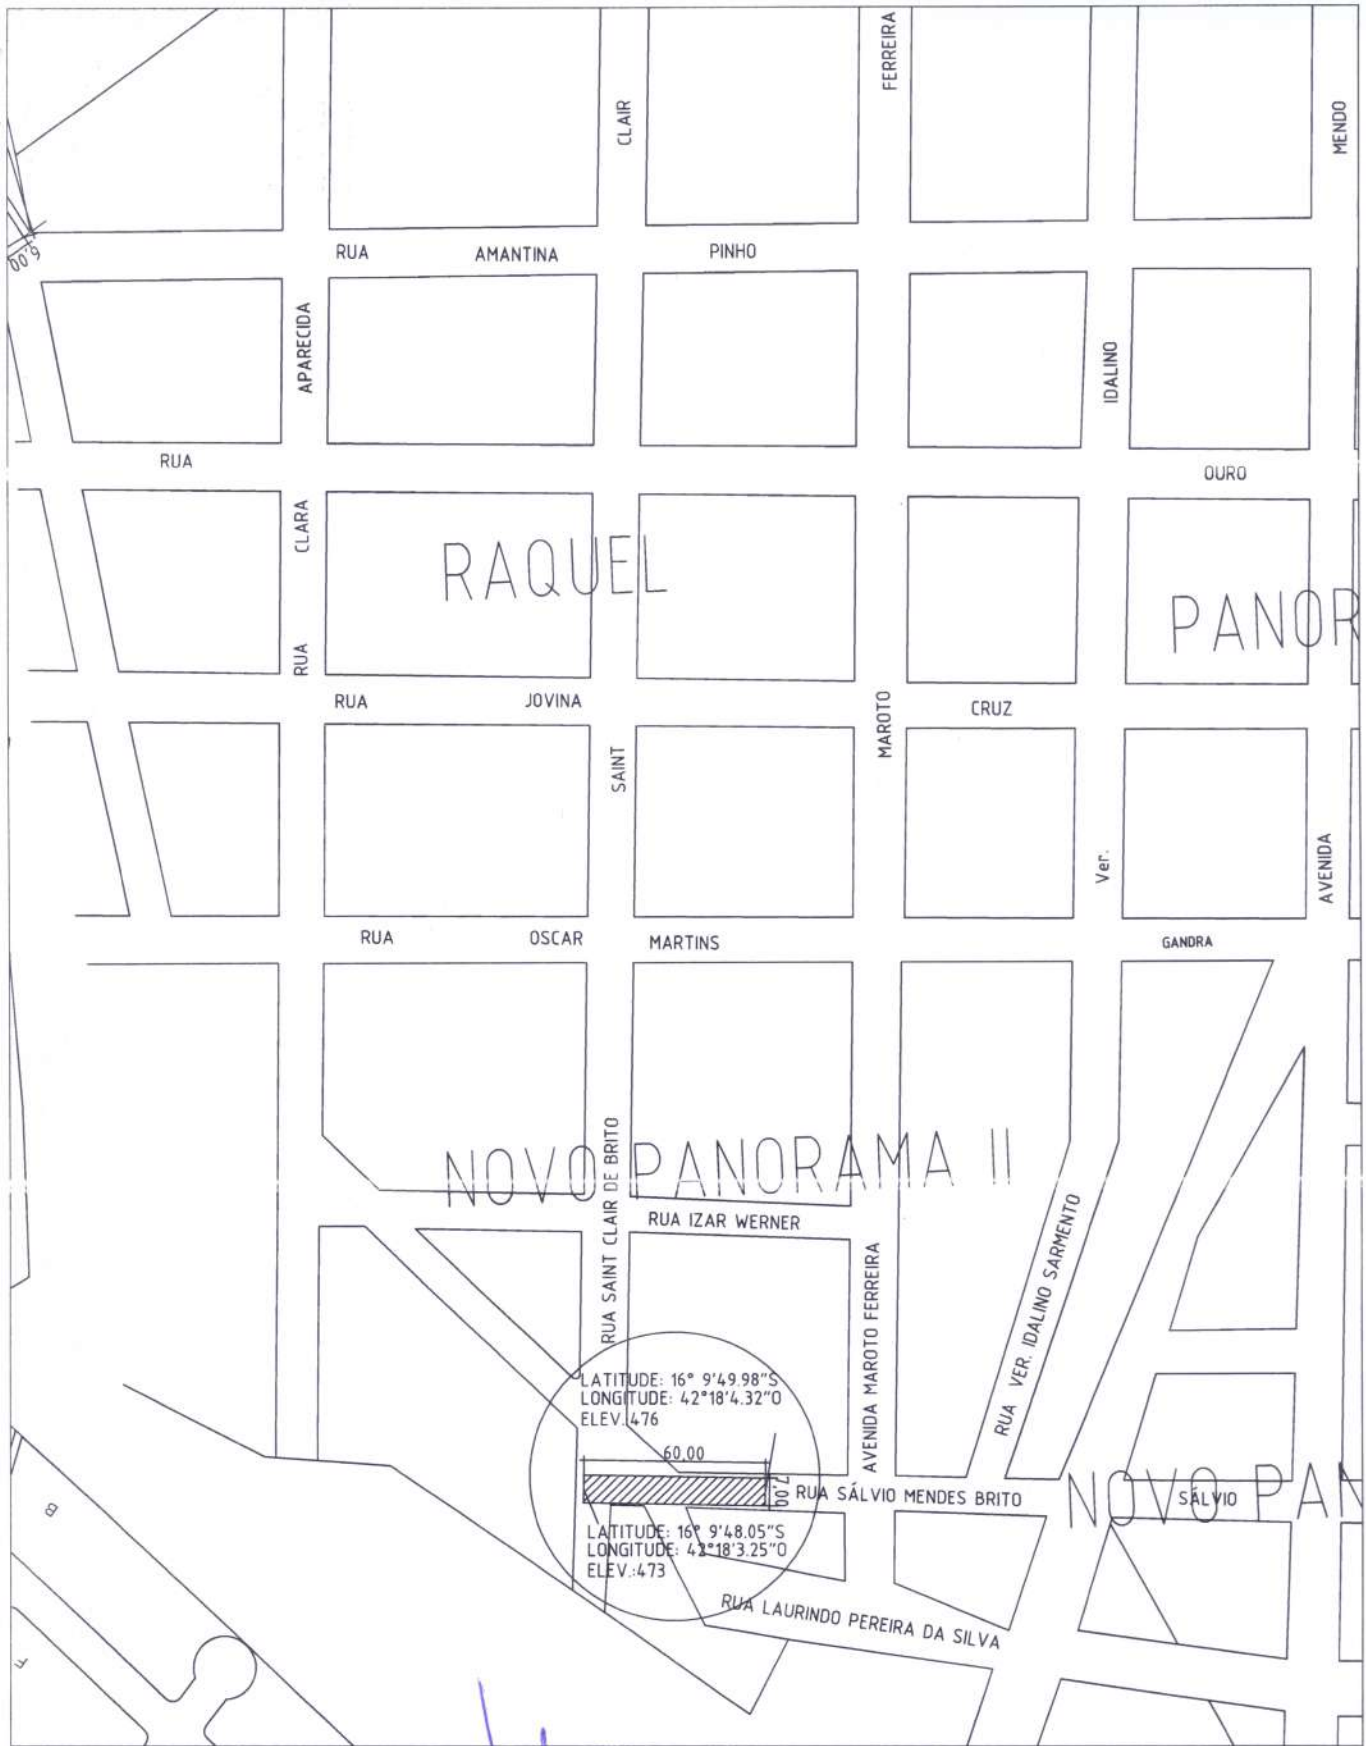 FERREIRA
CLAIR
MENDO
6.00
RUA AMANTINA PINHO
APARECIDA
IDALINO
RUA
OURO
CLARA
RAQUEL
PANOR
RUA
RUA JOVINA CRUZ
MAROTO
SAINT
Ver.
AVENIDA
RUA OSCAR MARTINS GANDRA
NOVO PANORAMA II
RUA SAINT CLAIR DE BRITO
RUA IZAR WERNER
RUA VER. IDALINO SARMENTO
AVENIDA MAROTO FERREIRA
LATITUDE: 16° 9'49.98"S
LONGITUDE: 42°18'4.32"O
ELEV.:476
60.00
7.00
RUA SÁLVIO MENDES BRITO
NOVO PAN
SÁLVIO
B
LATITUDE: 16° 9'48.05"S
LONGITUDE: 42°18'3.25"O
ELEV.:473
RUA LAURINDO PEREIRA DA SILVA
F